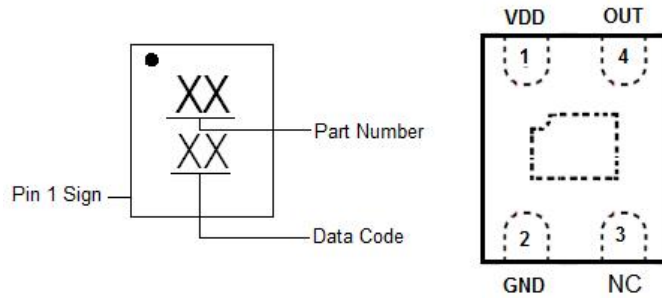 XX
Part Number
XX
Pin 1 Sign
Data Code
VDD OUT
1 4
2 3
GND NC